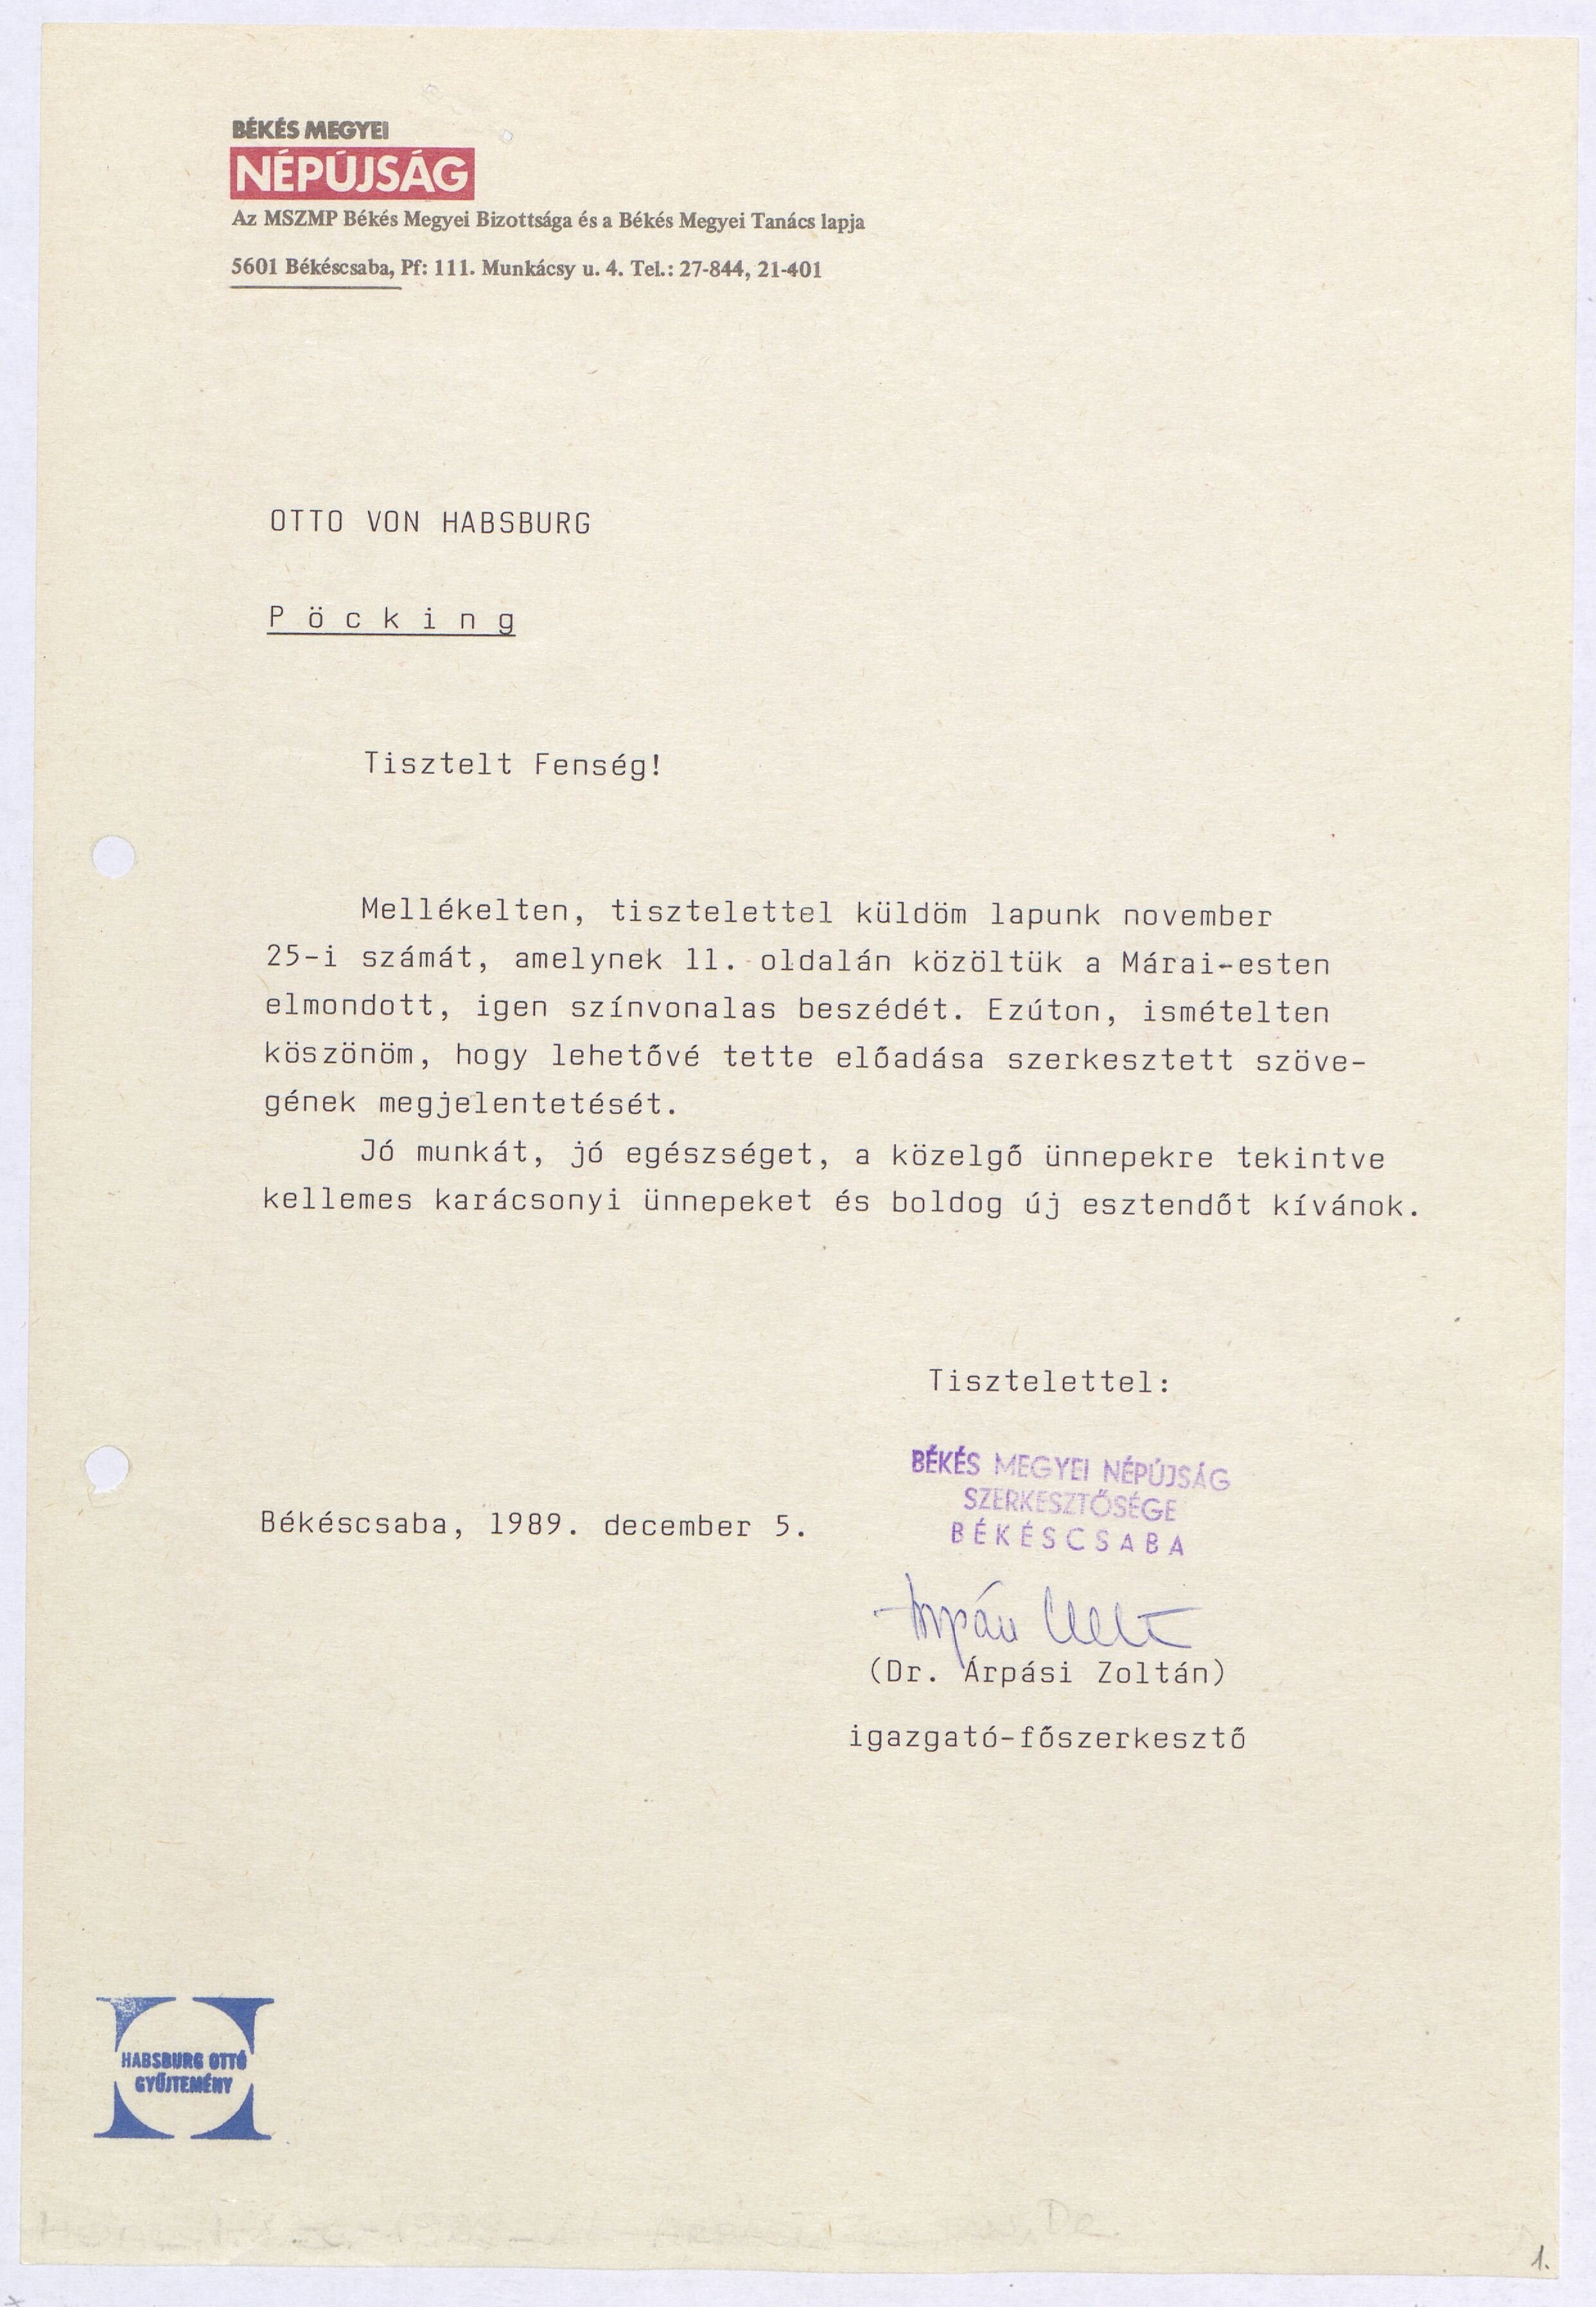 BÉKÉS MEGYEI
NÉPÚJSÁG
Az MSZMP Békés Megyei Bizottsága és a Békés Megyei Tanács lapja
5601 Békéscsaba, Pf: 111. Munkácsy u. 4. Tel.: 27-844, 21-401
OTTO VON HABSBURG
Pöcking
Tisztelt Fenség!
Mellékelten, tisztelettel küldöm lapunk november
25-i számát, amelynek 11. oldalán közöltük a Márai-esten
elmondott, igen színvonalas beszédét. Ezúton, ismételten
köszönöm, hogy lehetővé tette előadása szerkesztett szöve-
gének megjelentetését.
Jó munkát, jó egészséget, a közelgő ünnepekre tekintve
kellemes karácsonyi ünnepeket és boldog új esztendőt kívánok.
Tisztelettel:
BÉKÉS MEGYEI NÉPÚJSÁG
SZERKESZTŐSÉGE
BÉKÉSCSABA
Békéscsaba, 1989. december 5.
(Dr. Árpási Zoltán)
igazgató-főszerkesztő
HABSBURG OTTÓ
GYŰJTEMÉNY
1.